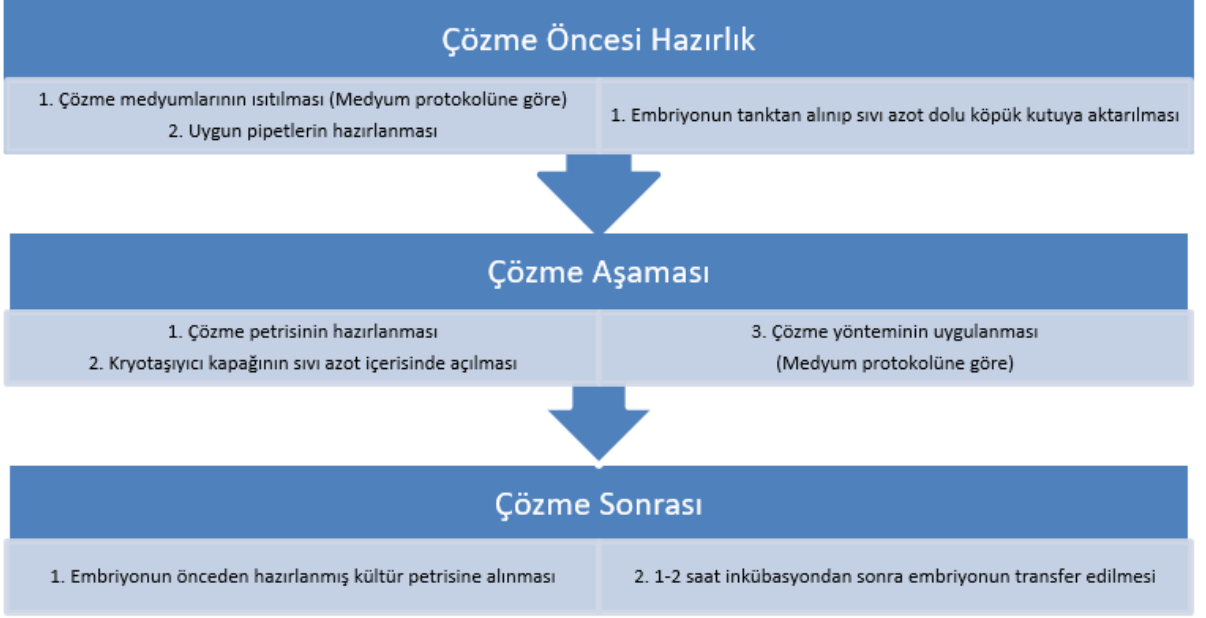 Çözme Öncesi Hazırlık
1. Çözme medyumlarının ısıtılması (Medyum protokolüne göre)
2. Uygun pipetlerin hazırlanması
1. Embriyonun tanktan alınıp sıvı azot dolu köpük kutuya aktarılması
Çözme Aşaması
1. Çözme petrisinin hazırlanması
2. Kryotaşıyıcı kapağının sıvı azot içerisinde açılması
3. Çözme yönteminin uygulanması
(Medyum protokolüne göre)
Çözme Sonrası
1. Embriyonun önceden hazırlanmış kültür petrisine alınması
2. 1-2 saat inkübasyondan sonra embriyonun transfer edilmesi